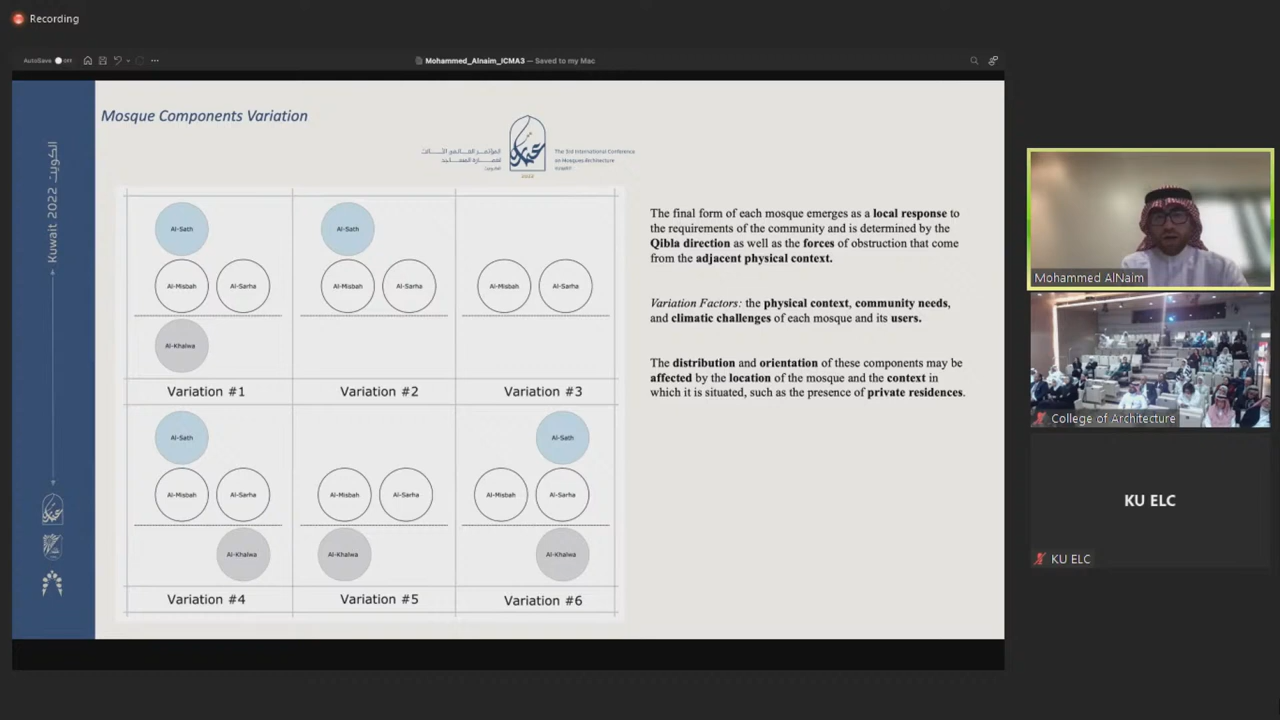 Recording
AutoSave OFF
Mohammed_Alnaim_ICMA3 — Saved to my Mac
Mosque Components Variation
الكويت Kuwait 2022
المؤتمر العالمي الثالث
لعمارة المساجد
الكويت
The 3rd International Conference
on Mosques Architecture
KUWAIT
2022
Al-Sath
Al-Sath
Al-Misbah Al-Sarha
Al-Misbah Al-Sarha
Al-Misbah Al-Sarha
Al-Khalwa
Variation #1
Variation #2
Variation #3
Al-Sath
Al-Sath
Al-Misbah Al-Sarha
Al-Misbah Al-Sarha
Al-Misbah Al-Sarha
Al-Khalwa
Al-Khalwa
Al-Khalwa
Variation #4
Variation #5
Variation #6
The final form of each mosque emerges as a local response to
the requirements of the community and is determined by the
Qibla direction as well as the forces of obstruction that come
from the adjacent physical context.
Variation Factors: the physical context, community needs,
and climatic challenges of each mosque and its users.
The distribution and orientation of these components may be
affected by the location of the mosque and the context in
which it is situated, such as the presence of private residences.
Mohammed AlNaim
College of Architecture
KU ELC
KU ELC